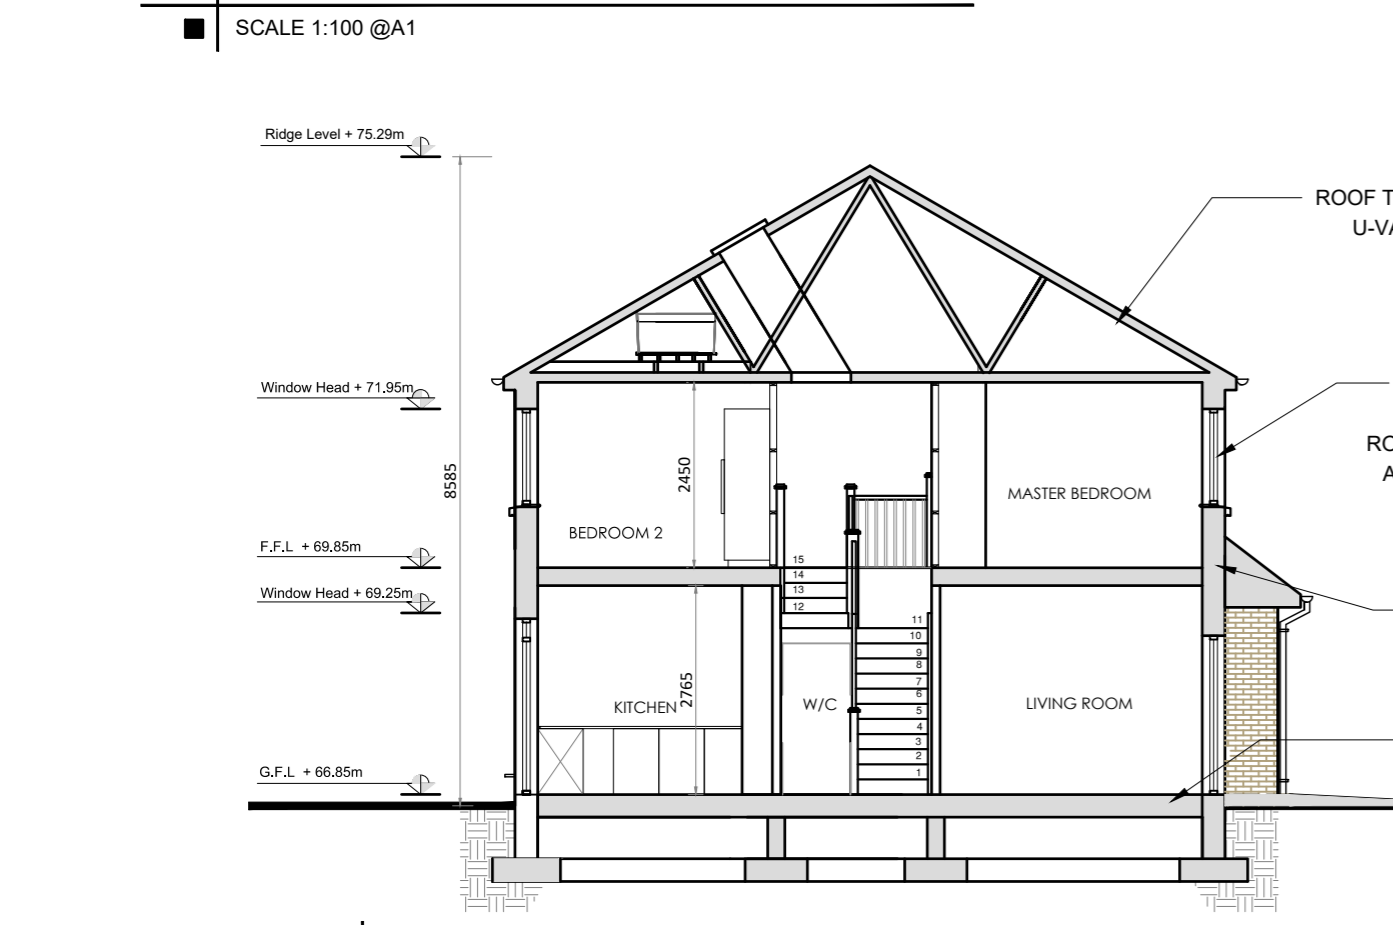 SCALE 1:100 @A1
Ridge Level + 75.29m
ROOF T
U-VA
Window Head + 71.95m
RO
A
8585
2450
MASTER BEDROOM
BEDROOM 2
F.F.L + 69.85m
Window Head + 69.25m
15
14
13
12
11
10
9
8
7
6
5
4
3
2
1
2765
KITCHEN
W/C
LIVING ROOM
G.F.L + 66.85m